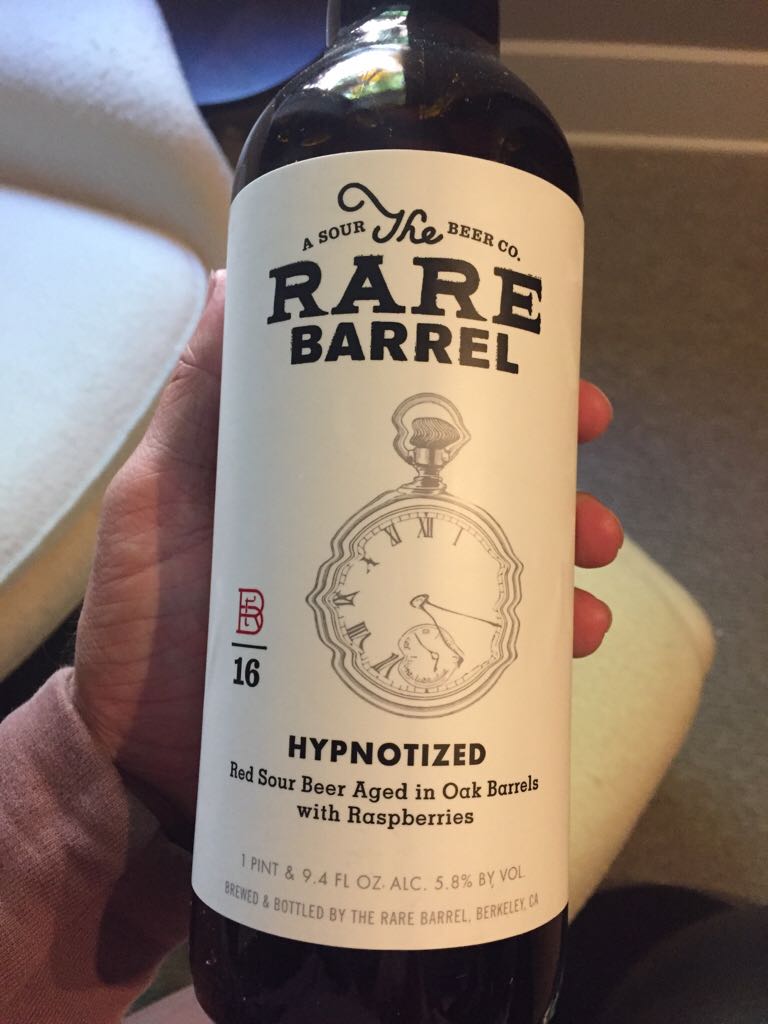 A SOUR The BEER CO.
RARE
BARREL
XII
I
16
HYPNOTIZED
Red Sour Beer Aged in Oak Barrels
with Raspberries
1 PINT & 9.4 FL OZ. ALC. 5.8% BY VOL.
BREWED & BOTTLED BY THE RARE BARREL, BERKELEY, CA